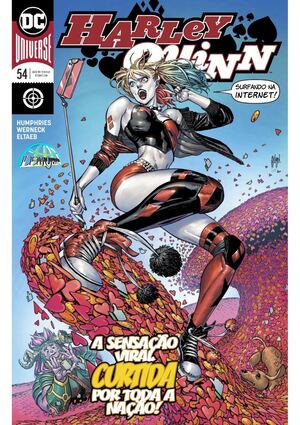 DC
UNIVERSE
54
HUMPHRIES
WERNECK
ELTAEB
HARLEY
QUINN
SURFANDO NA
INTERNET!
A SENSAÇÃO
VIRAL
CURTIDA
POR TODA A
NAÇÃO!